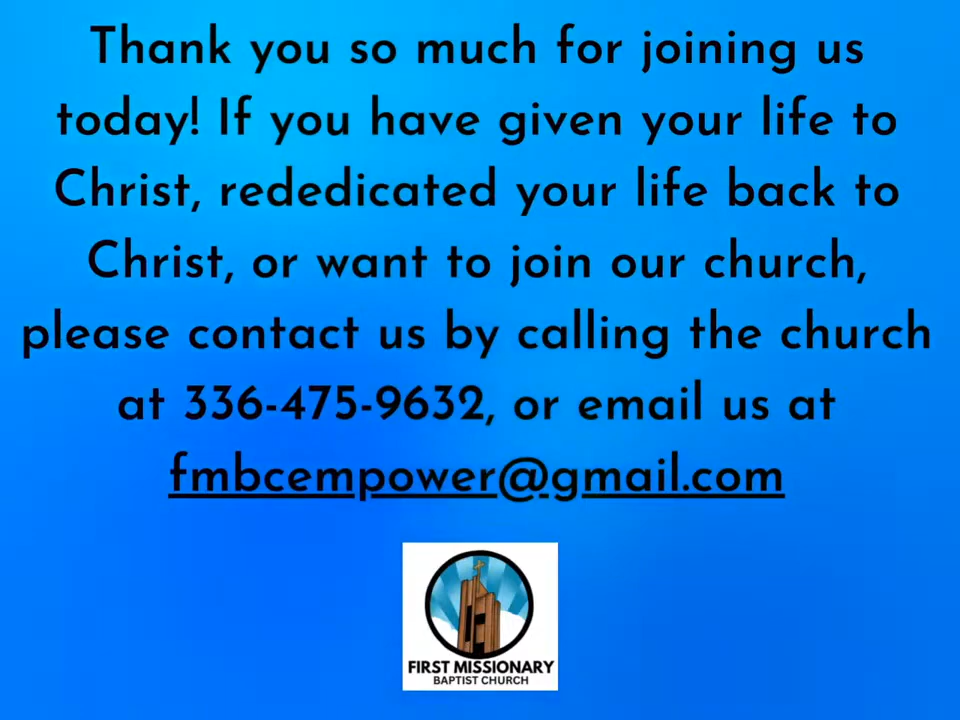 Thank you so much for joining us
today! If you have given your life to
Christ, rededicated your life back to
Christ, or want to join our church,
please contact us by calling the church
at 336-475-9632, or email us at
fmbcempower@gmail.com
FIRST MISSIONARY
BAPTIST CHURCH